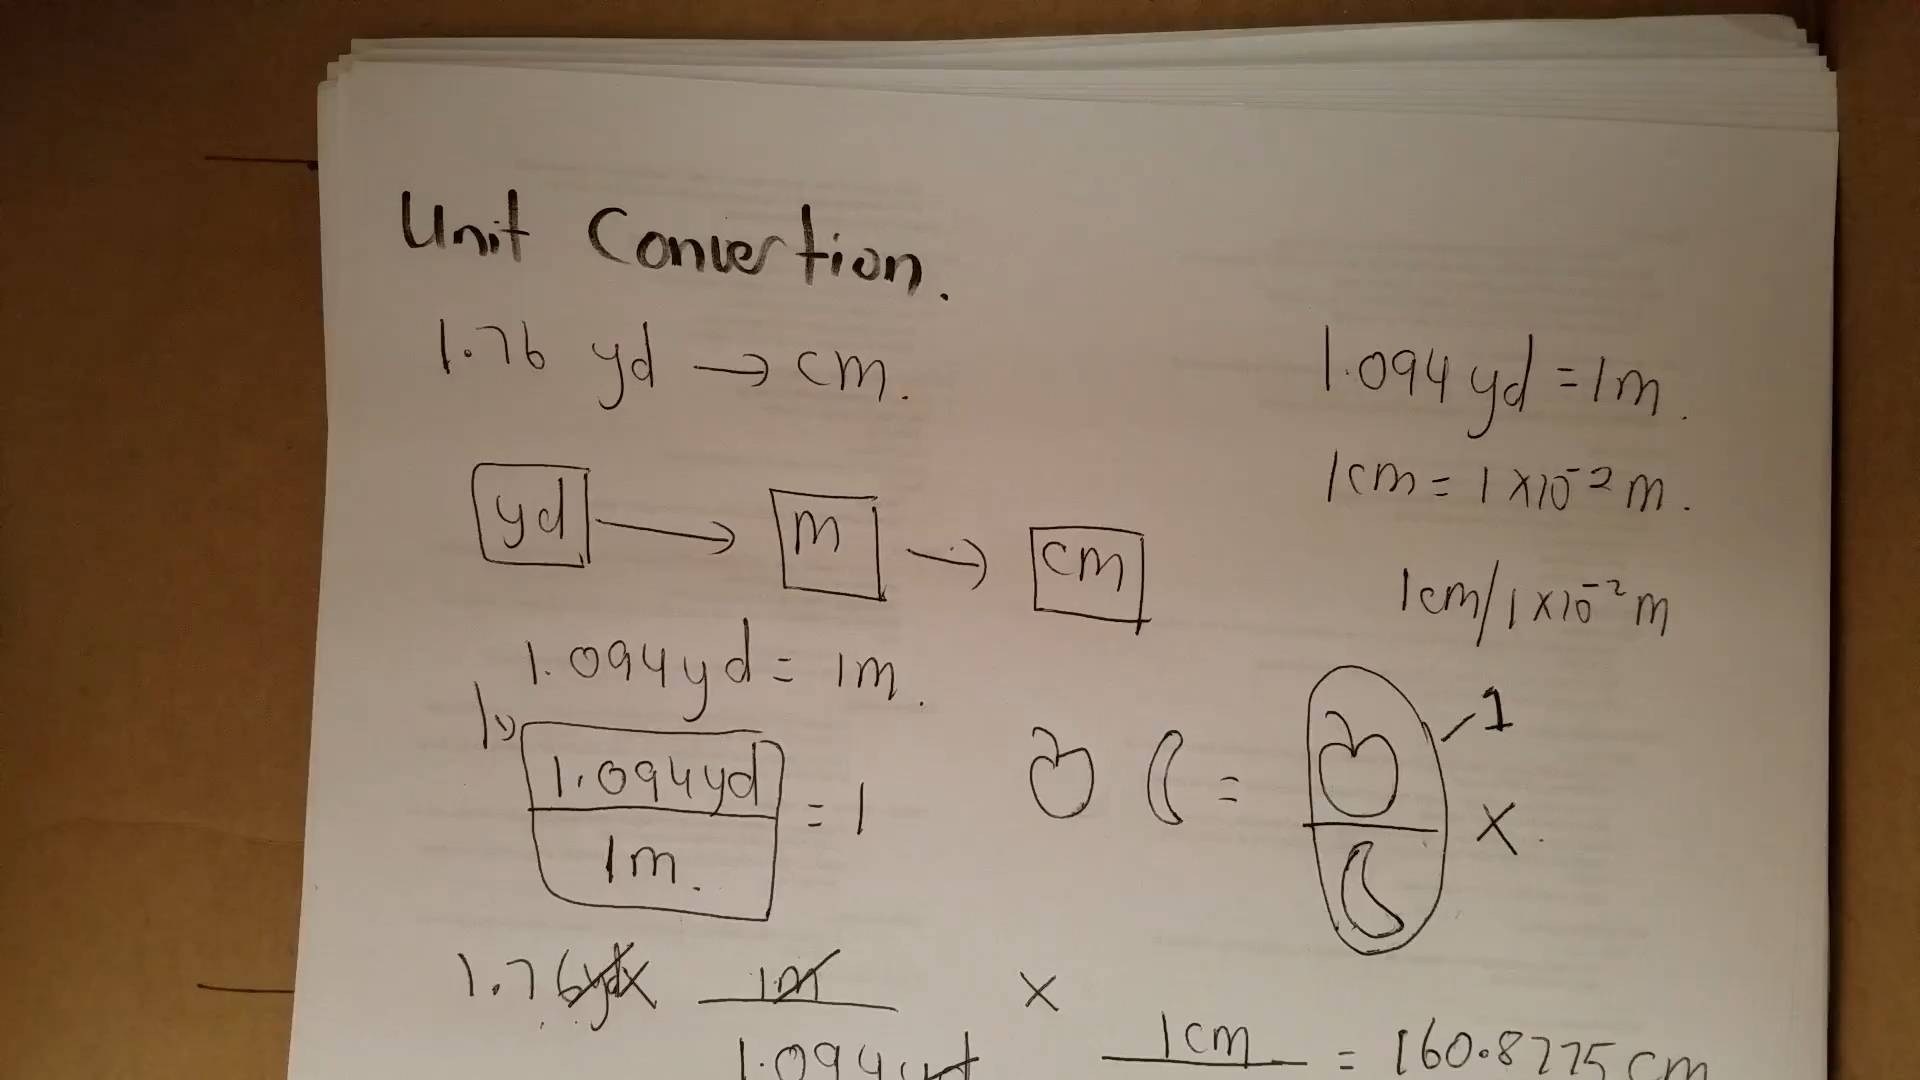 Unit Convertion.
1.76 yd → cm.
1.094 yd = 1m.
1cm = 1 x 10⁻² m.
yd → m → cm
1cm/1 x 10⁻² m
1.094 yd = 1m.
1.094yd
= 1
1m.
1
x
1.76 yd x 1m x 1cm = 160.8775 cm
1.094 yd